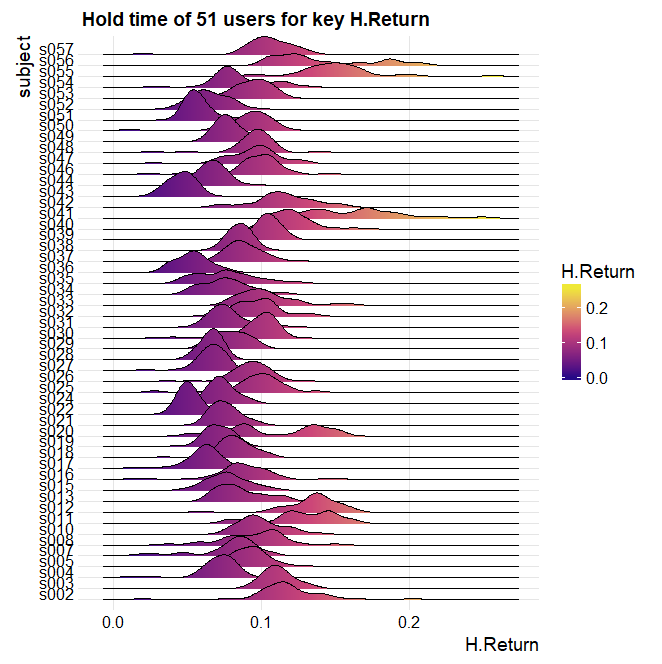 Hold time of 51 users for key H.Return
subject
s057
s056
s055
s054
s053
s052
s051
s050
s049
s048
s047
s046
s044
s043
s042
s041
s040
s039
s038
s037
s036
s035
s034
s033
s032
s031
s030
s029
s028
s027
s026
s025
s024
s022
s021
s020
s019
s018
s017
s016
s015
s013
s012
s011
s010
s008
s007
s005
s004
s003
s002
0.0 0.1 0.2
H.Return
H.Return
0.2
0.1
0.0